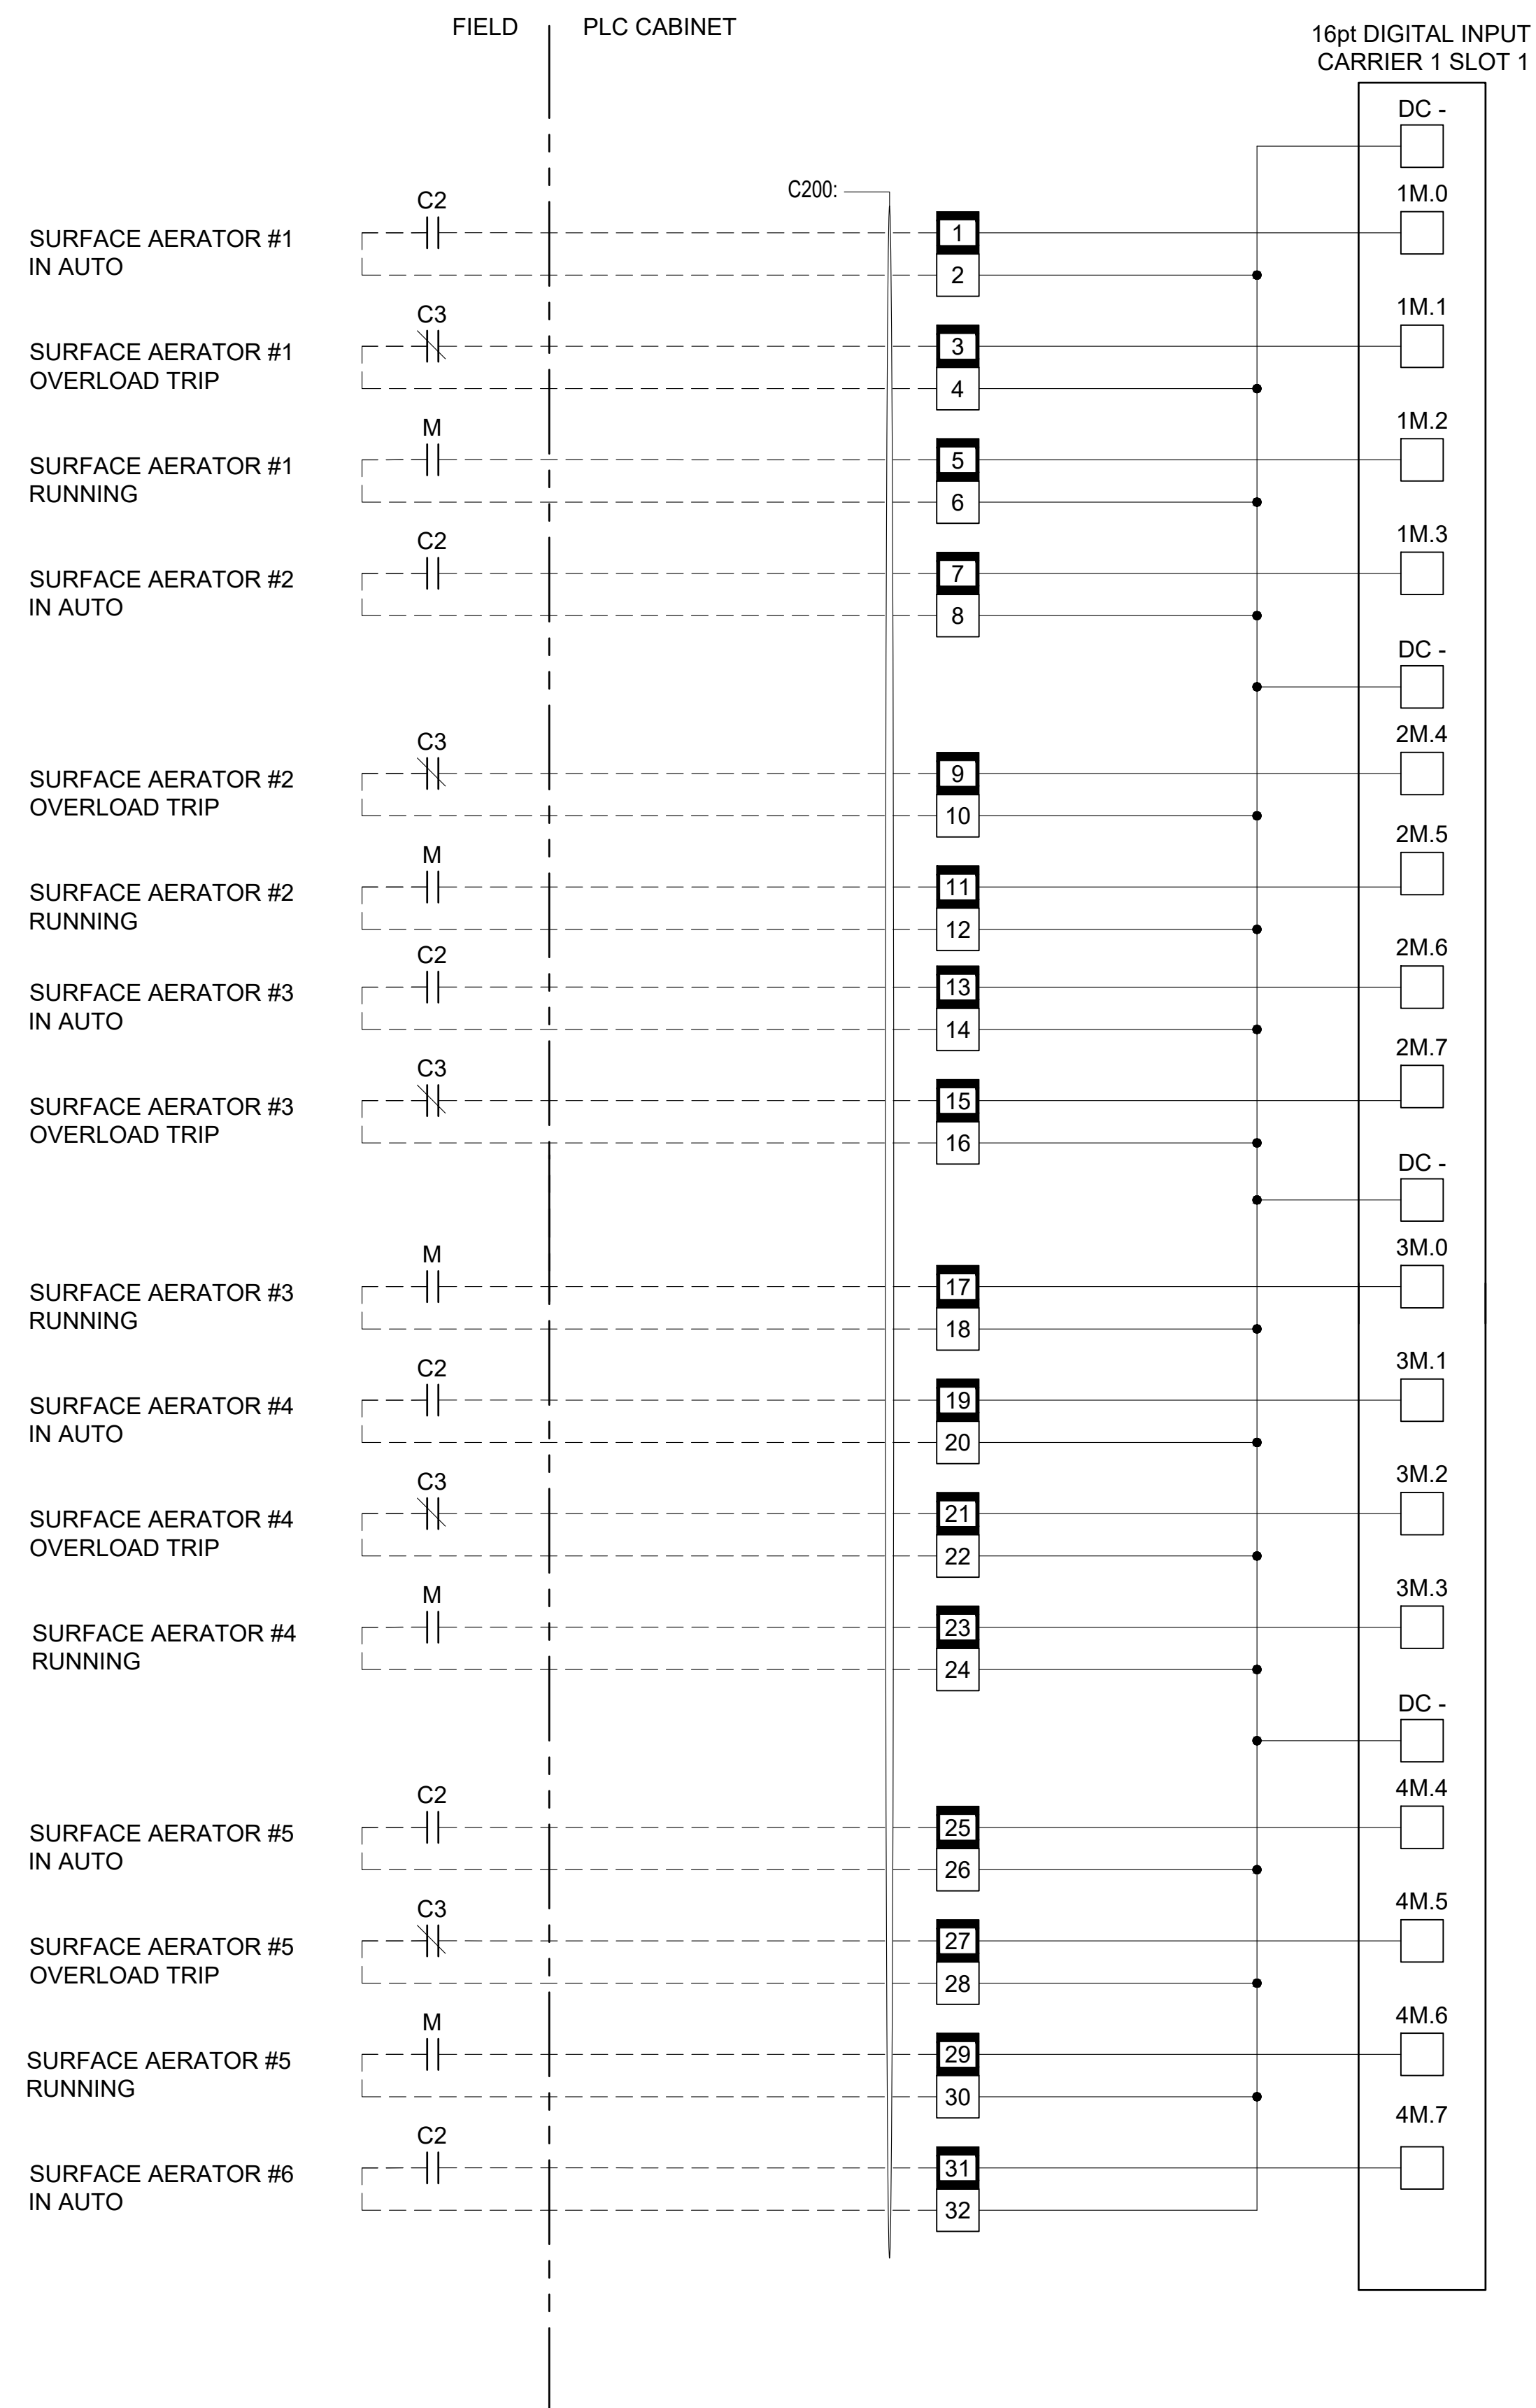 FIELD
PLC CABINET
16pt DIGITAL INPUT
CARRIER 1 SLOT 1
DC -
C200:
C2
1M.0
SURFACE AERATOR #1
IN AUTO
1
2
C3
1M.1
SURFACE AERATOR #1
OVERLOAD TRIP
3
4
M
1M.2
SURFACE AERATOR #1
RUNNING
5
6
C2
1M.3
SURFACE AERATOR #2
IN AUTO
7
8
DC -
C3
2M.4
SURFACE AERATOR #2
OVERLOAD TRIP
9
10
M
2M.5
SURFACE AERATOR #2
RUNNING
11
12
C2
2M.6
SURFACE AERATOR #3
IN AUTO
13
14
C3
2M.7
SURFACE AERATOR #3
OVERLOAD TRIP
15
16
DC -
M
3M.0
SURFACE AERATOR #3
RUNNING
17
18
C2
3M.1
SURFACE AERATOR #4
IN AUTO
19
20
C3
3M.2
SURFACE AERATOR #4
OVERLOAD TRIP
21
22
M
3M.3
SURFACE AERATOR #4
RUNNING
23
24
DC -
C2
4M.4
SURFACE AERATOR #5
IN AUTO
25
26
C3
4M.5
SURFACE AERATOR #5
OVERLOAD TRIP
27
28
M
4M.6
SURFACE AERATOR #5
RUNNING
29
30
C2
4M.7
SURFACE AERATOR #6
IN AUTO
31
32